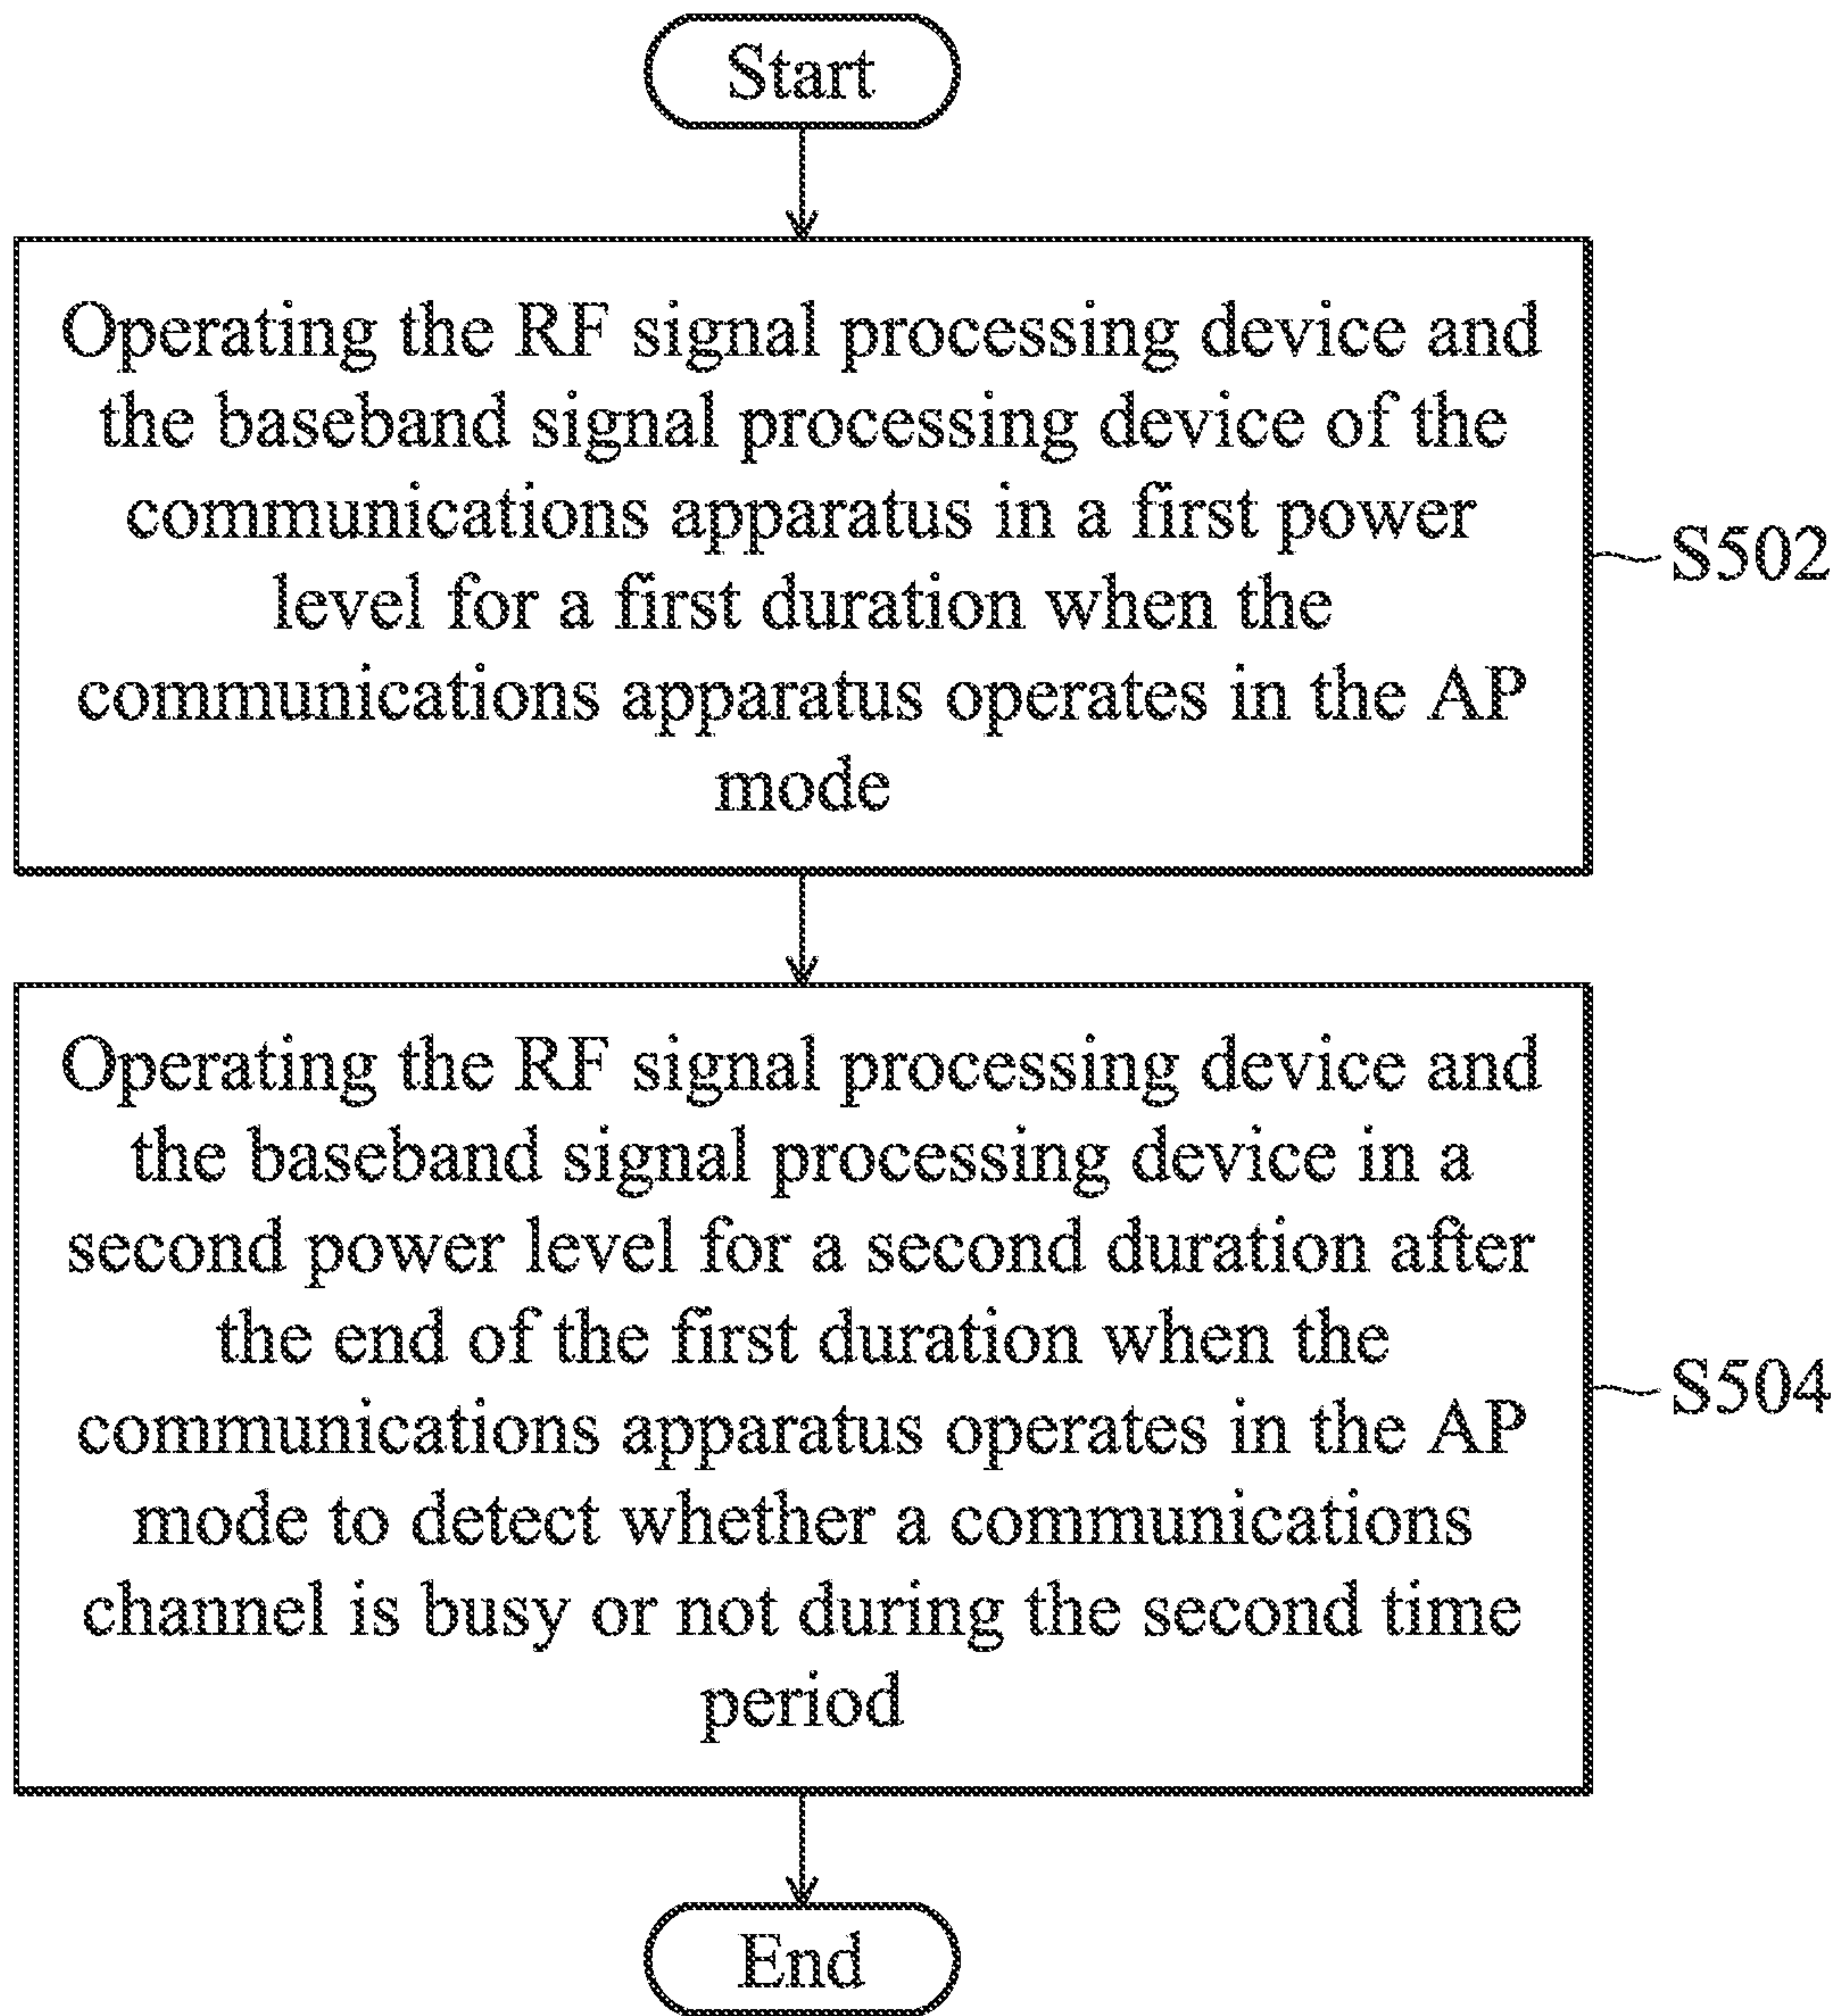 Start
Operating the RF signal processing device and
the baseband signal processing device of the
communications apparatus in a first power
level for a first duration when the
communications apparatus operates in the AP
mode
S502
Operating the RF signal processing device and
the baseband signal processing device in a
second power level for a second duration after
the end of the first duration when the
communications apparatus operates in the AP
mode to detect whether a communications
channel is busy or not during the second time
period
S504
End